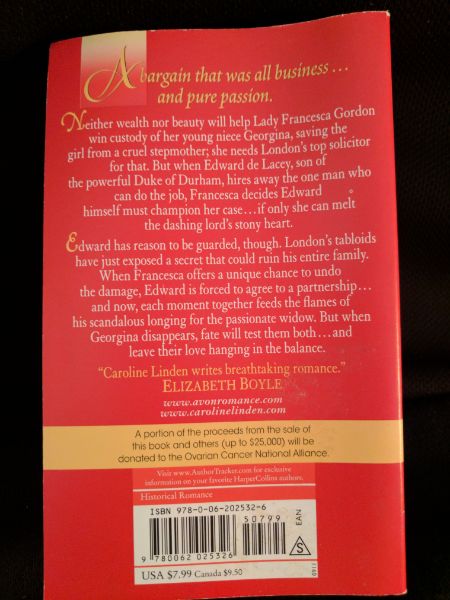 A bargain that was all business...
and pure passion.
Neither wealth nor beauty will help Lady Francesca Gordon
win custody of her young niece Georgina, saving the
girl from a cruel stepmother; she needs London's top solicitor
for that. But when Edward de Lacey, son of
the powerful Duke of Durham, hires away the one man who
can do the job, Francesca decides Edward
himself must champion her case...if only she can melt
the dashing lord's stony heart.
Edward has reason to be guarded, though. London's tabloids
have just exposed a secret that could ruin his entire family.
When Francesca offers a unique chance to undo
the damage, Edward is forced to agree to a partnership...
and now, each moment together feeds the flames of
his scandalous longing for the passionate widow. But when
Georgina disappears, fate will test them both...and
leave their love hanging in the balance.
"Caroline Linden writes breathtaking romance."
ELIZABETH BOYLE
www.avonromance.com
www.carolinelinden.com
A portion of the proceeds from the sale of
this book and others (up to $25,000) will be
donated to the Ovarian Cancer National Alliance.
Visit www.AuthorTracker.com for exclusive
information on your favorite HarperCollins authors.
Historical Romance
ISBN 978-0-06-202532-6
50799
EAN
S
9 780062 025326
USA $7.99 Canada $9.50